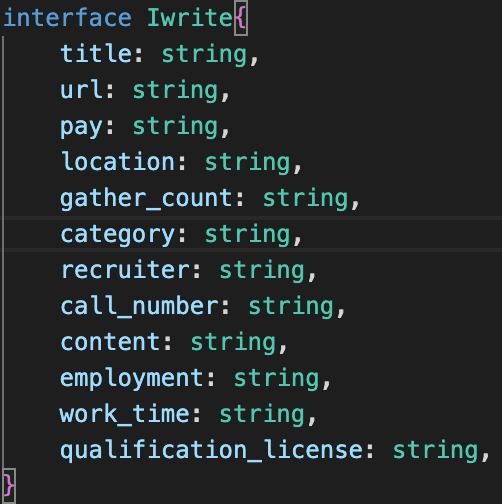 interface Iwrite{
title: string,
url: string,
pay: string,
location: string,
gather_count: string,
category: string,
recruiter: string,
call_number: string,
content: string,
employment: string,
work_time: string,
qualification_license: string,
}